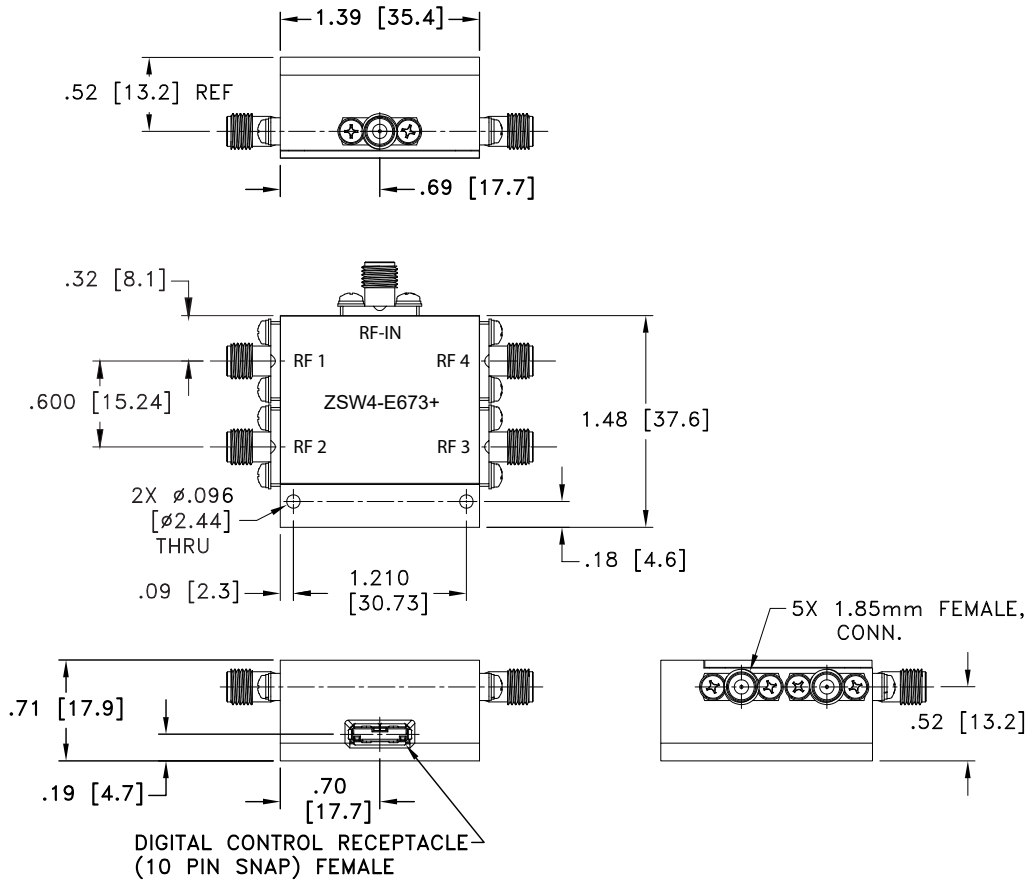 1.39 [35.4]
.52 [13.2] REF
.69 [17.7]
.32 [8.1]
RF-IN
RF 1
RF 4
.600 [15.24]
ZSW4-E673+
1.48 [37.6]
RF 2
RF 3
2X ø.096
[ø2.44]
THRU
.18 [4.6]
.09 [2.3]
1.210
[30.73]
5X 1.85mm FEMALE,
CONN.
.71 [17.9]
.52 [13.2]
.19 [4.7]
.70
[17.7]
DIGITAL CONTROL RECEPTACLE
(10 PIN SNAP) FEMALE